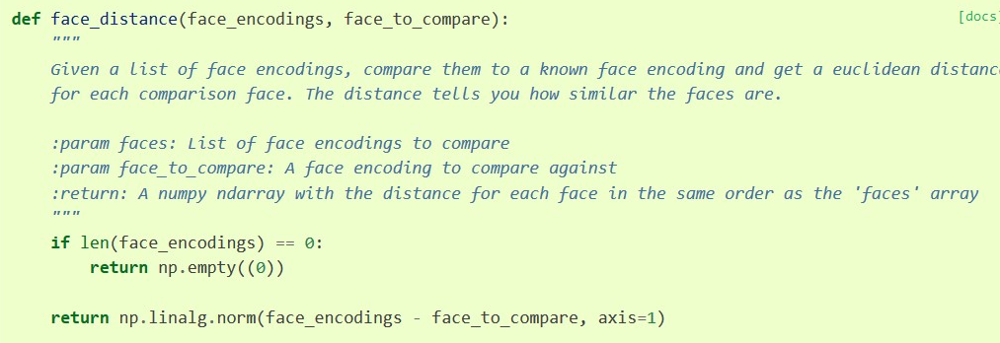 def face_distance(face_encodings, face_to_compare): [docs]
    """
    Given a list of face encodings, compare them to a known face encoding and get a euclidean distance
    for each comparison face. The distance tells you how similar the faces are.

    :param faces: List of face encodings to compare
    :param face_to_compare: A face encoding to compare against
    :return: A numpy ndarray with the distance for each face in the same order as the 'faces' array
    """
    if len(face_encodings) == 0:
        return np.empty((0))

    return np.linalg.norm(face_encodings - face_to_compare, axis=1)